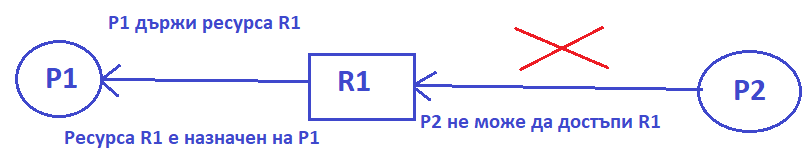 P1 държи ресурса R1
P1
R1
P2
Ресурса R1 е назначен на P1
P2 не може да достъпи R1